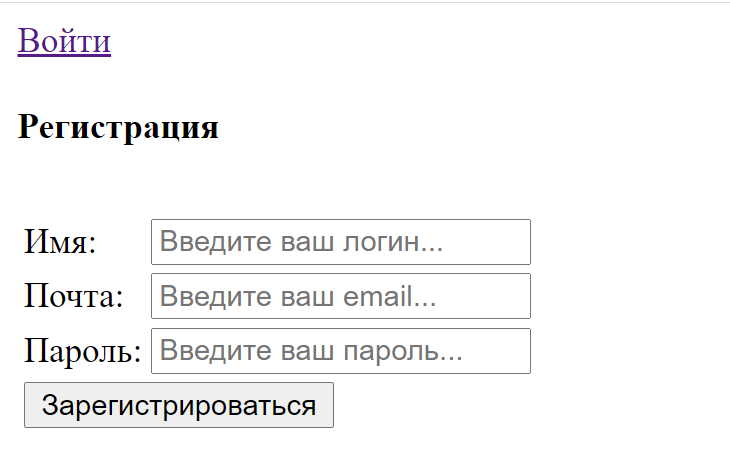 Войти
Регистрация
Имя: Введите ваш логин...
Почта: Введите ваш email...
Пароль: Введите ваш пароль...
Зарегистрироваться